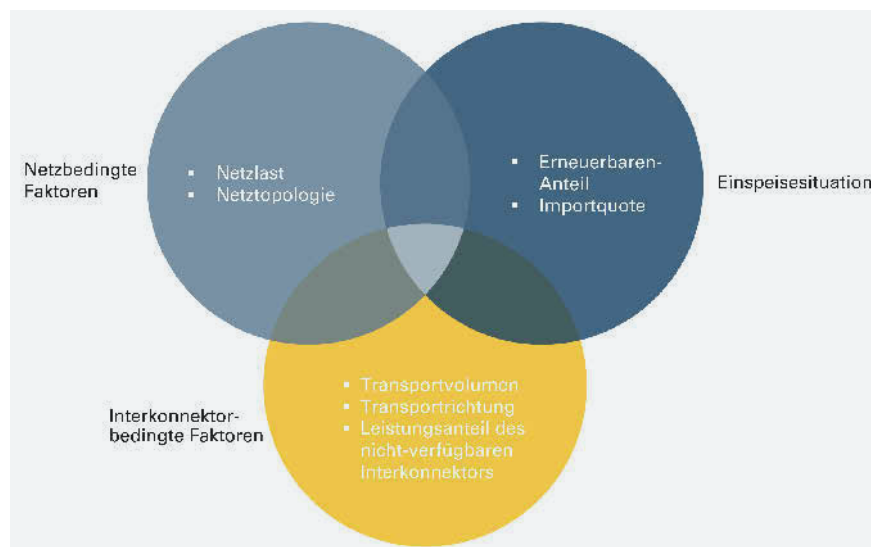 Netzbedingte
Faktoren
▪ Netzlast
▪ Netztopologie
▪ Erneuerbaren-
Anteil
▪ Importquote
Einspeisesituation
Interkonnektor-
bedingte Faktoren
▪ Transportvolumen
▪ Transportrichtung
▪ Leistungsanteil des
nicht-verfügbaren
Interkonnektors